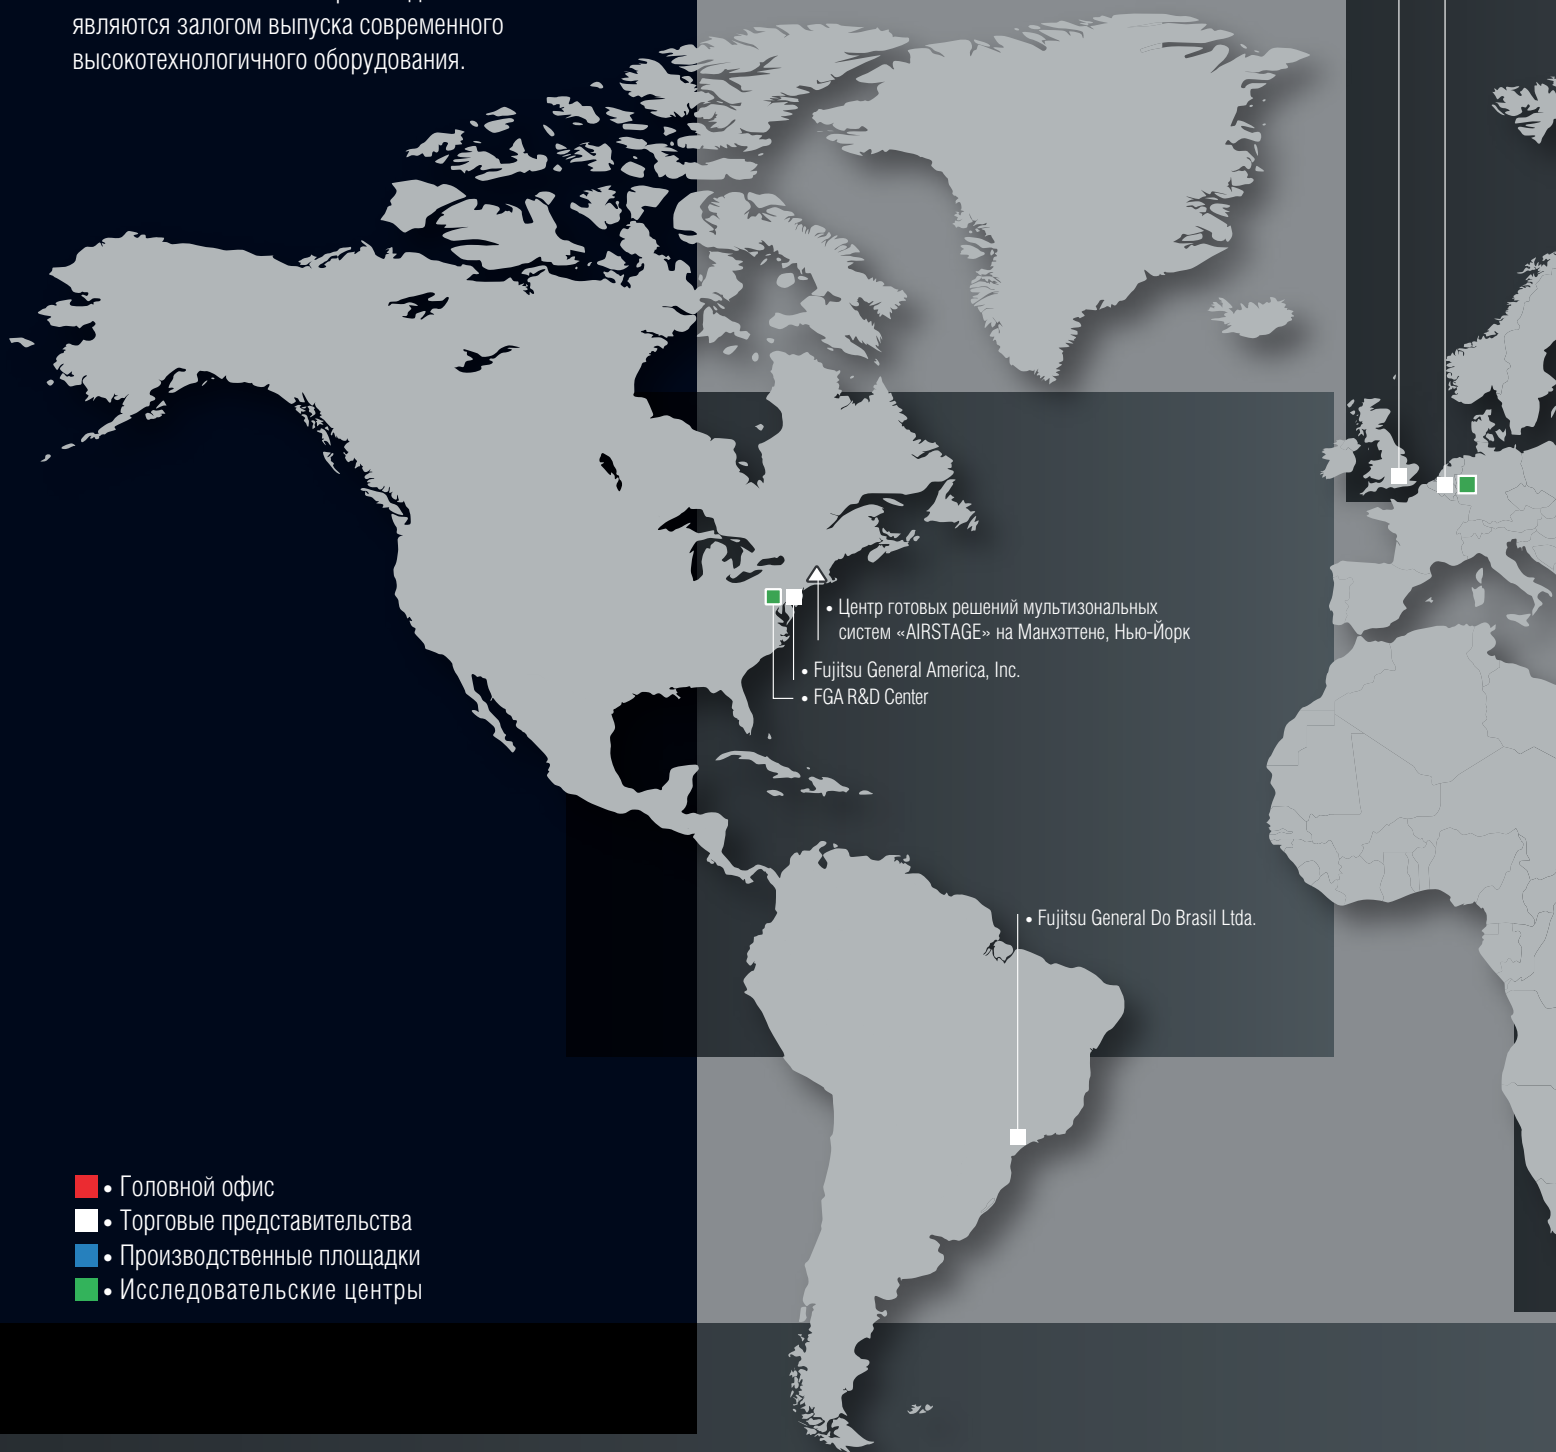 являются залогом выпуска современного
высокотехнологичного оборудования.
• Центр готовых решений мультизональных
систем «AIRSTAGE» на Манхэттене, Нью-Йорк
• Fujitsu General America, Inc.
• FGA R&D Center
• Fujitsu General Do Brasil Ltda.
• Головной офис
• Торговые представительства
• Производственные площадки
• Исследовательские центры